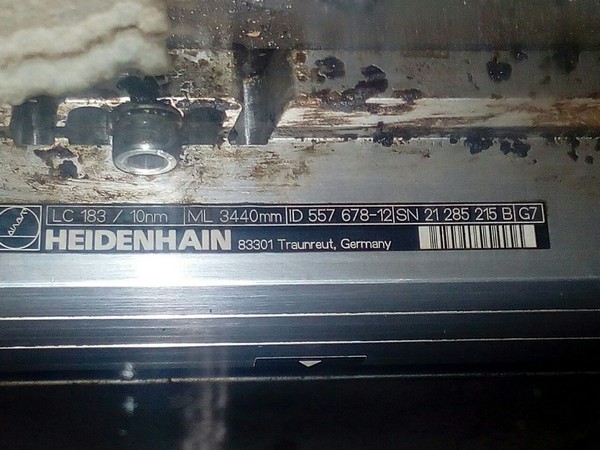 LC 183 / 10nm ML 3440mm ID 557 678-12 SN 21 285 215 B G7
HEIDENHAIN 83301 Traunreut, Germany